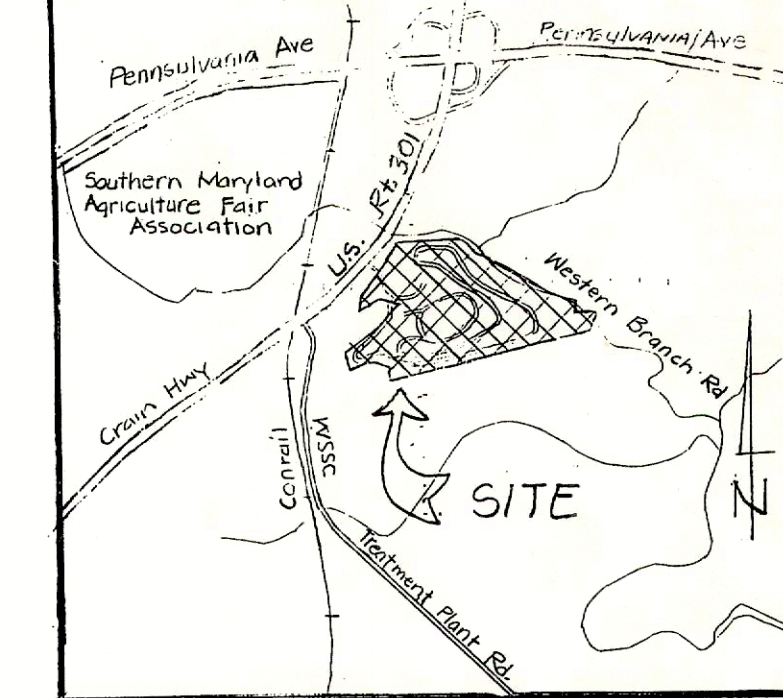 Pennsylvania Ave
Pennsylvania Ave
Southern Maryland
Agriculture Fair
Association
U.S. Rt. 301
Western Branch Rd
Crain Hwy
Conrail
WSSC
SITE
N
Treatment Plant Rd.